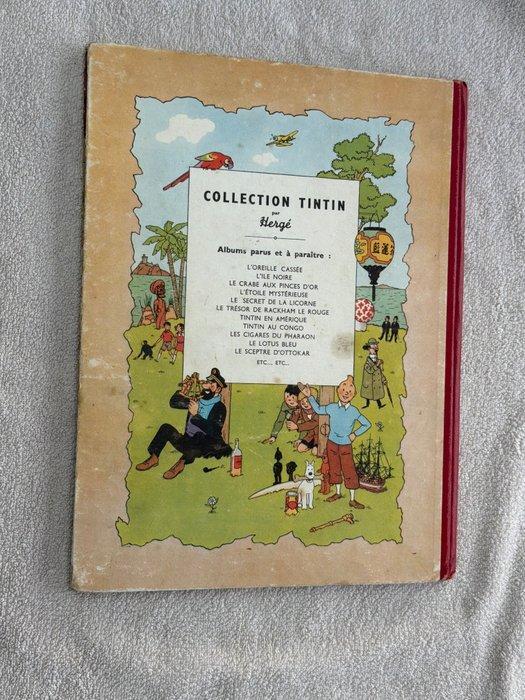 COLLECTION TINTIN
par
Hergé
Albums parus et à paraître :
L'OREILLE CASSÉE
L'ILE NOIRE
LE CRABE AUX PINCES D'OR
L'ÉTOILE MYSTÉRIEUSE
LE SECRET DE LA LICORNE
LE TRÉSOR DE RACKHAM LE ROUGE
TINTIN EN AMÉRIQUE
TINTIN AU CONGO
LES CIGARES DU PHARAON
LE LOTUS BLEU
LE SCEPTRE D'OTTOKAR
ETC..., ETC...